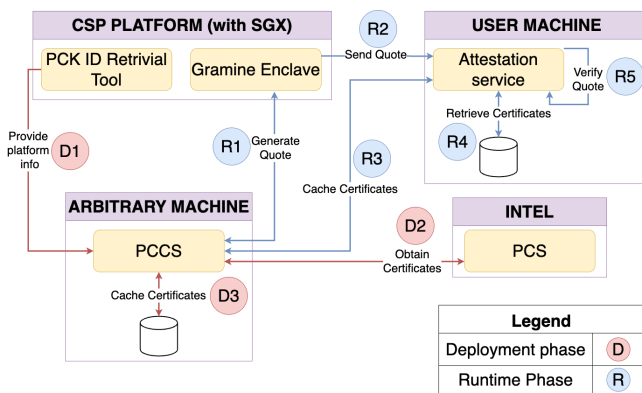 CSP PLATFORM (with SGX)
PCK ID Retrivial
Tool
Gramine Enclave
R2
Send Quote
USER MACHINE
Attestation
service
Verify
Quote
R5
Retrieve Certificates
R4
Provide
platform
info
D1
R1
Generate
Quote
R3
Cache Certificates
ARBITRARY MACHINE
PCCS
Cache Certificates
D3
D2
Obtain
Certificates
INTEL
PCS
Legend
Deployment phase
D
Runtime Phase
R